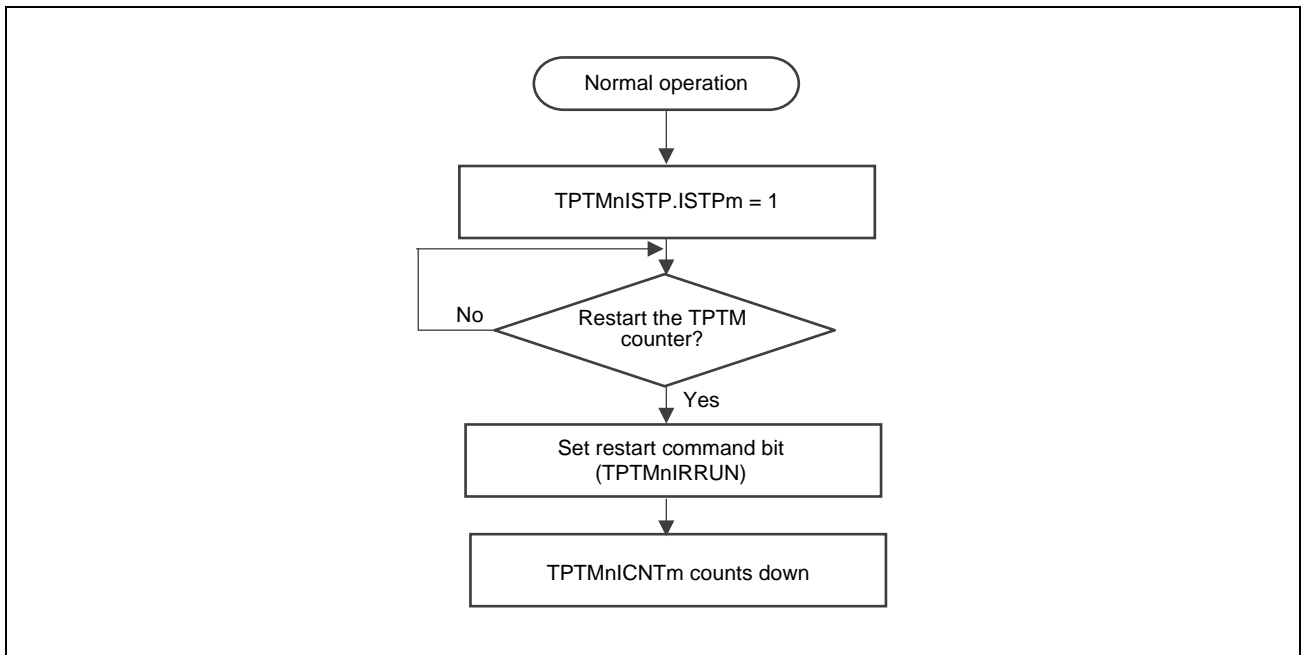 Normal operation
TPTMnISTP.ISTPm = 1
No
Restart the TPTM
counter?
Yes
Set restart command bit
(TPTMnIRRUN)
TPTMnICNTm counts down